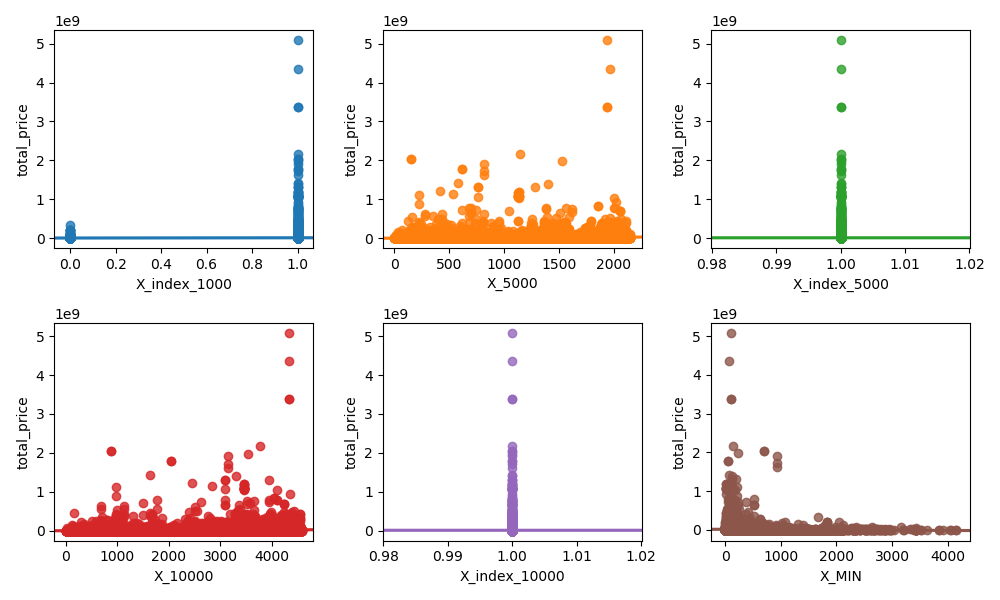 1e9 1e9 1e9
5 5 5
4 4 4
3 3 3
2 2 2
1 1 1
0 0 0
total_price total_price total_price
0.0 0.2 0.4 0.6 0.8 1.0 0 500 1000 1500 2000 0.98 0.99 1.00 1.01 1.02
X_index_1000 X_5000 X_index_5000
1e9 1e9 1e9
5 5 5
4 4 4
3 3 3
2 2 2
1 1 1
0 0 0
total_price total_price total_price
0 1000 2000 3000 4000 0.98 0.99 1.00 1.01 1.02 0 1000 2000 3000 4000
X_10000 X_index_10000 X_MIN